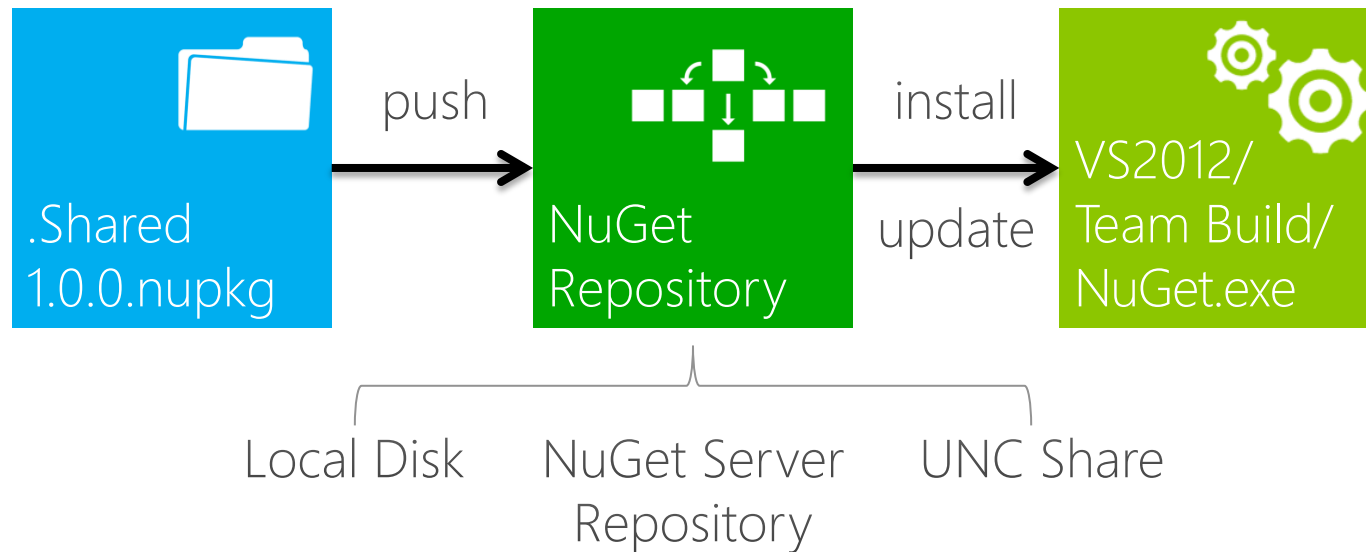 .Shared
1.0.0.nupkg
push
NuGet
Repository
install
update
VS2012/
Team Build/
NuGet.exe
Local Disk
NuGet Server
Repository
UNC Share